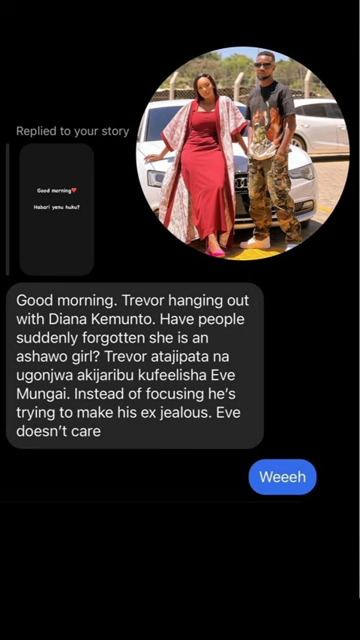 Replied to your story
Good morning❤️
Habari yenu huku?
Good morning. Trevor hanging out
with Diana Kemunto. Have people
suddenly forgotten she is an
ashawo girl? Trevor atajipata na
ugonjwa akijaribu kufeelisha Eve
Mungai. Instead of focusing he's
trying to make his ex jealous. Eve
doesn't care
Weeeh